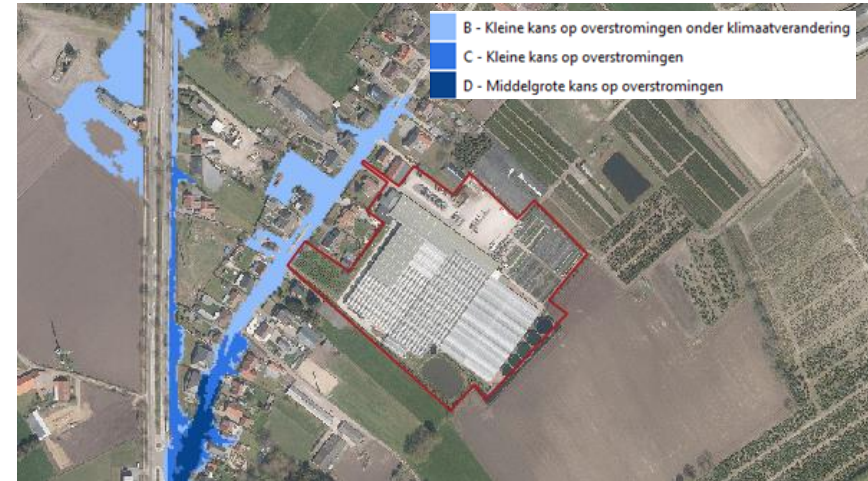 B - Kleine kans op overstromingen onder klimaatverandering
C - Kleine kans op overstromingen
D - Middelgrote kans op overstromingen